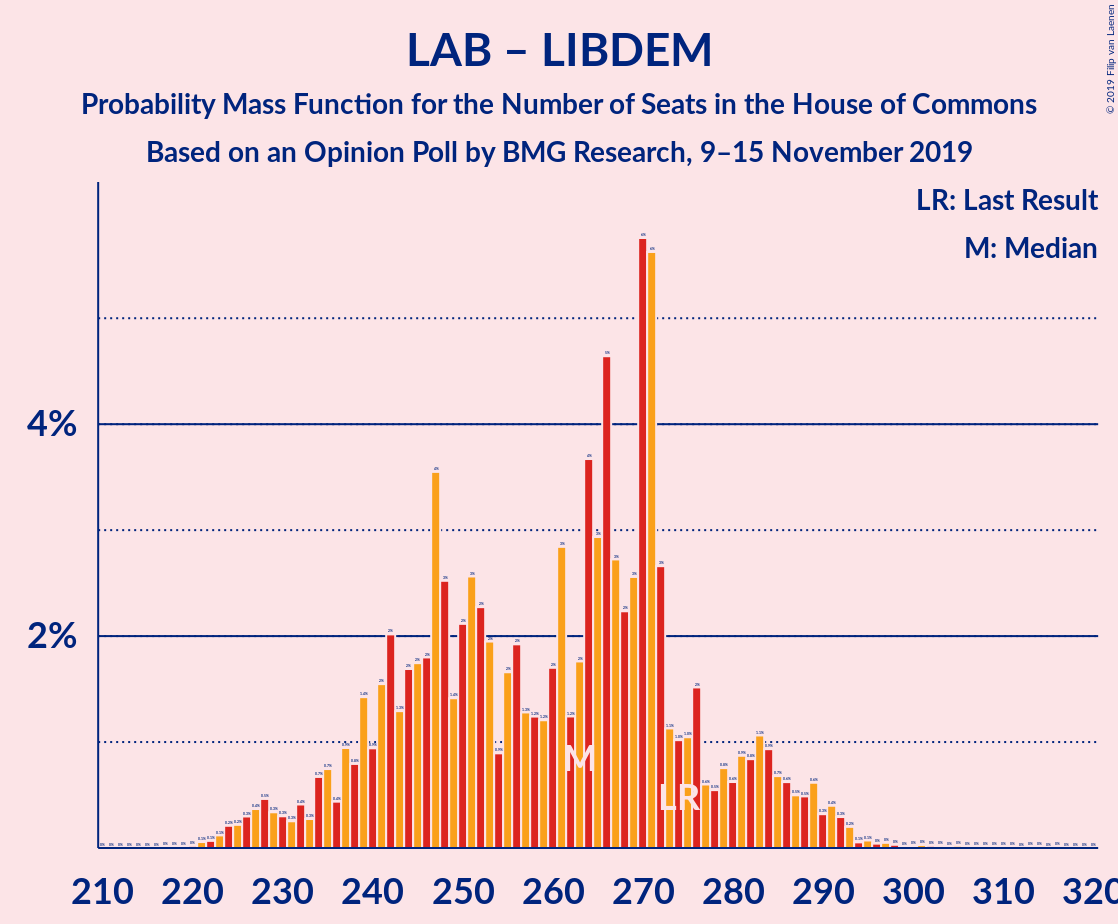 LAB – LIBDEM
Probability Mass Function for the Number of Seats in the House of Commons
Based on an Opinion Poll by BMG Research, 9–15 November 2019
© 2019 Filip van Laenen
LR: Last Result
M: Median
4%
2%
M
LR
210 220 230 240 250 260 270 280 290 300 310 320